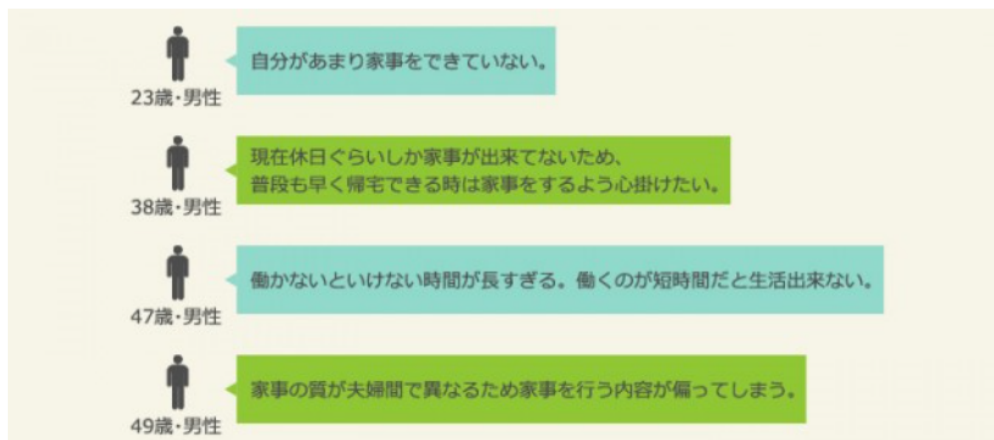 自分があまり家事をできていない。
23歳・男性
現在休日ぐらいしか家事が出来てないため、
普段も早く帰宅できる時は家事をするよう心掛けたい。
38歳・男性
働かないといけない時間が長すぎる。働くのが短時間だと生活出来ない。
47歳・男性
家事の質が夫婦間で異なるため家事を行う内容が偏ってしまう。
49歳・男性